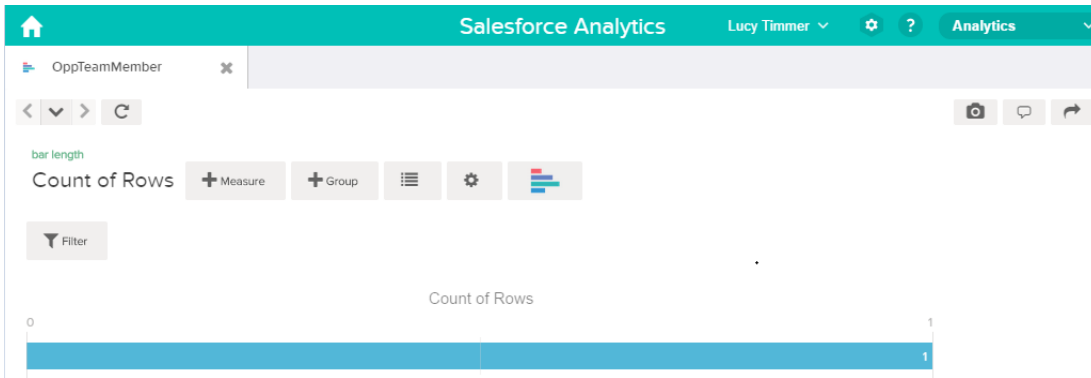 Salesforce Analytics Lucy Timmer ? Analytics
OppTeamMember
bar length
Count of Rows Measure Group
Filter
Count of Rows
0 1
1